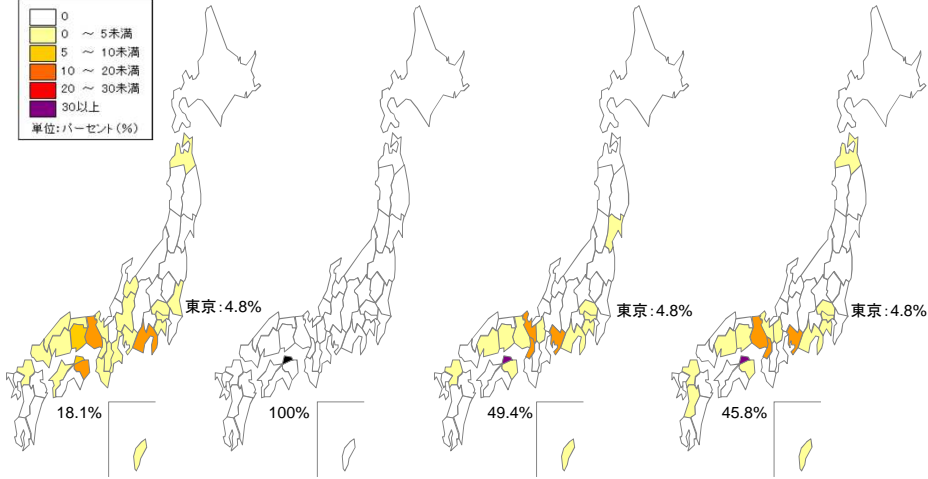 0
0 ～ 5未満
5 ～ 10未満
10 ～ 20未満
20 ～ 30未満
30以上
単位：パーセント（%）
東京：4.8%
東京：4.8%
東京：4.8%
18.1%
100%
49.4%
45.8%